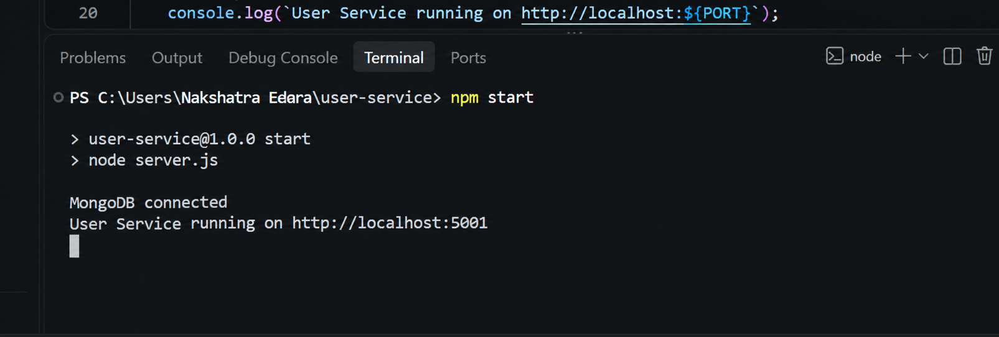 20 console.log(`User Service running on http://localhost:${PORT}`);
Problems Output Debug Console Terminal Ports node
PS C:\Users\Nakshatra Edara\user-service> npm start
> user-service@1.0.0 start
> node server.js
MongoDB connected
User Service running on http://localhost:5001